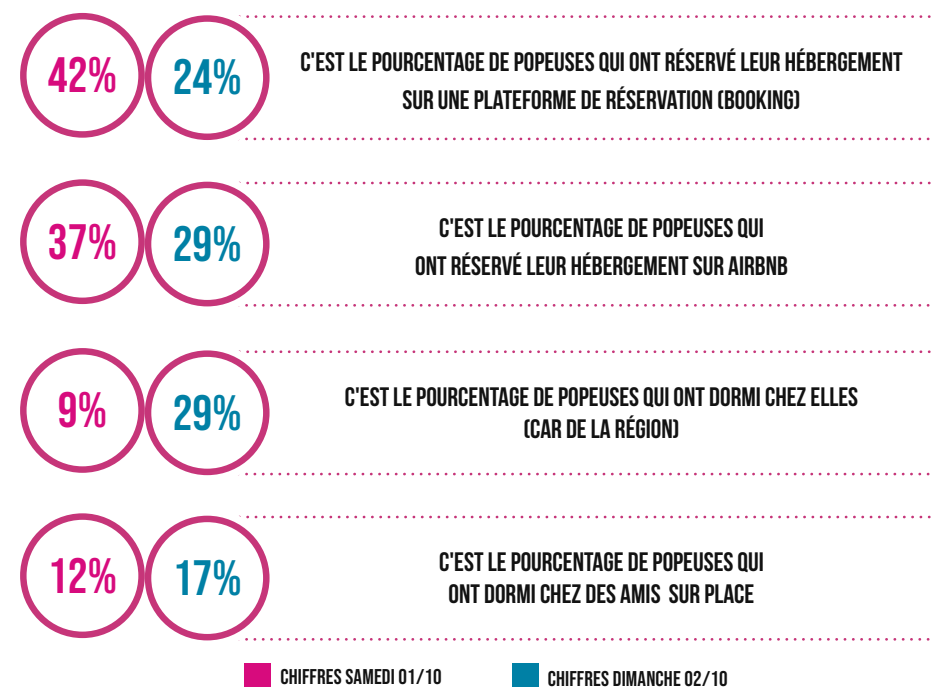 42% 24%
C'EST LE POURCENTAGE DE POPEUSES QUI ONT RÉSERVÉ LEUR HÉBERGEMENT
SUR UNE PLATEFORME DE RÉSERVATION (BOOKING)
37% 29%
C'EST LE POURCENTAGE DE POPEUSES QUI
ONT RÉSERVÉ LEUR HÉBERGEMENT SUR AIRBNB
9% 29%
C'EST LE POURCENTAGE DE POPEUSES QUI ONT DORMI CHEZ ELLES
(CAR DE LA RÉGION)
12% 17%
C'EST LE POURCENTAGE DE POPEUSES QUI
ONT DORMI CHEZ DES AMIS SUR PLACE
CHIFFRES SAMEDI 01/10 CHIFFRES DIMANCHE 02/10